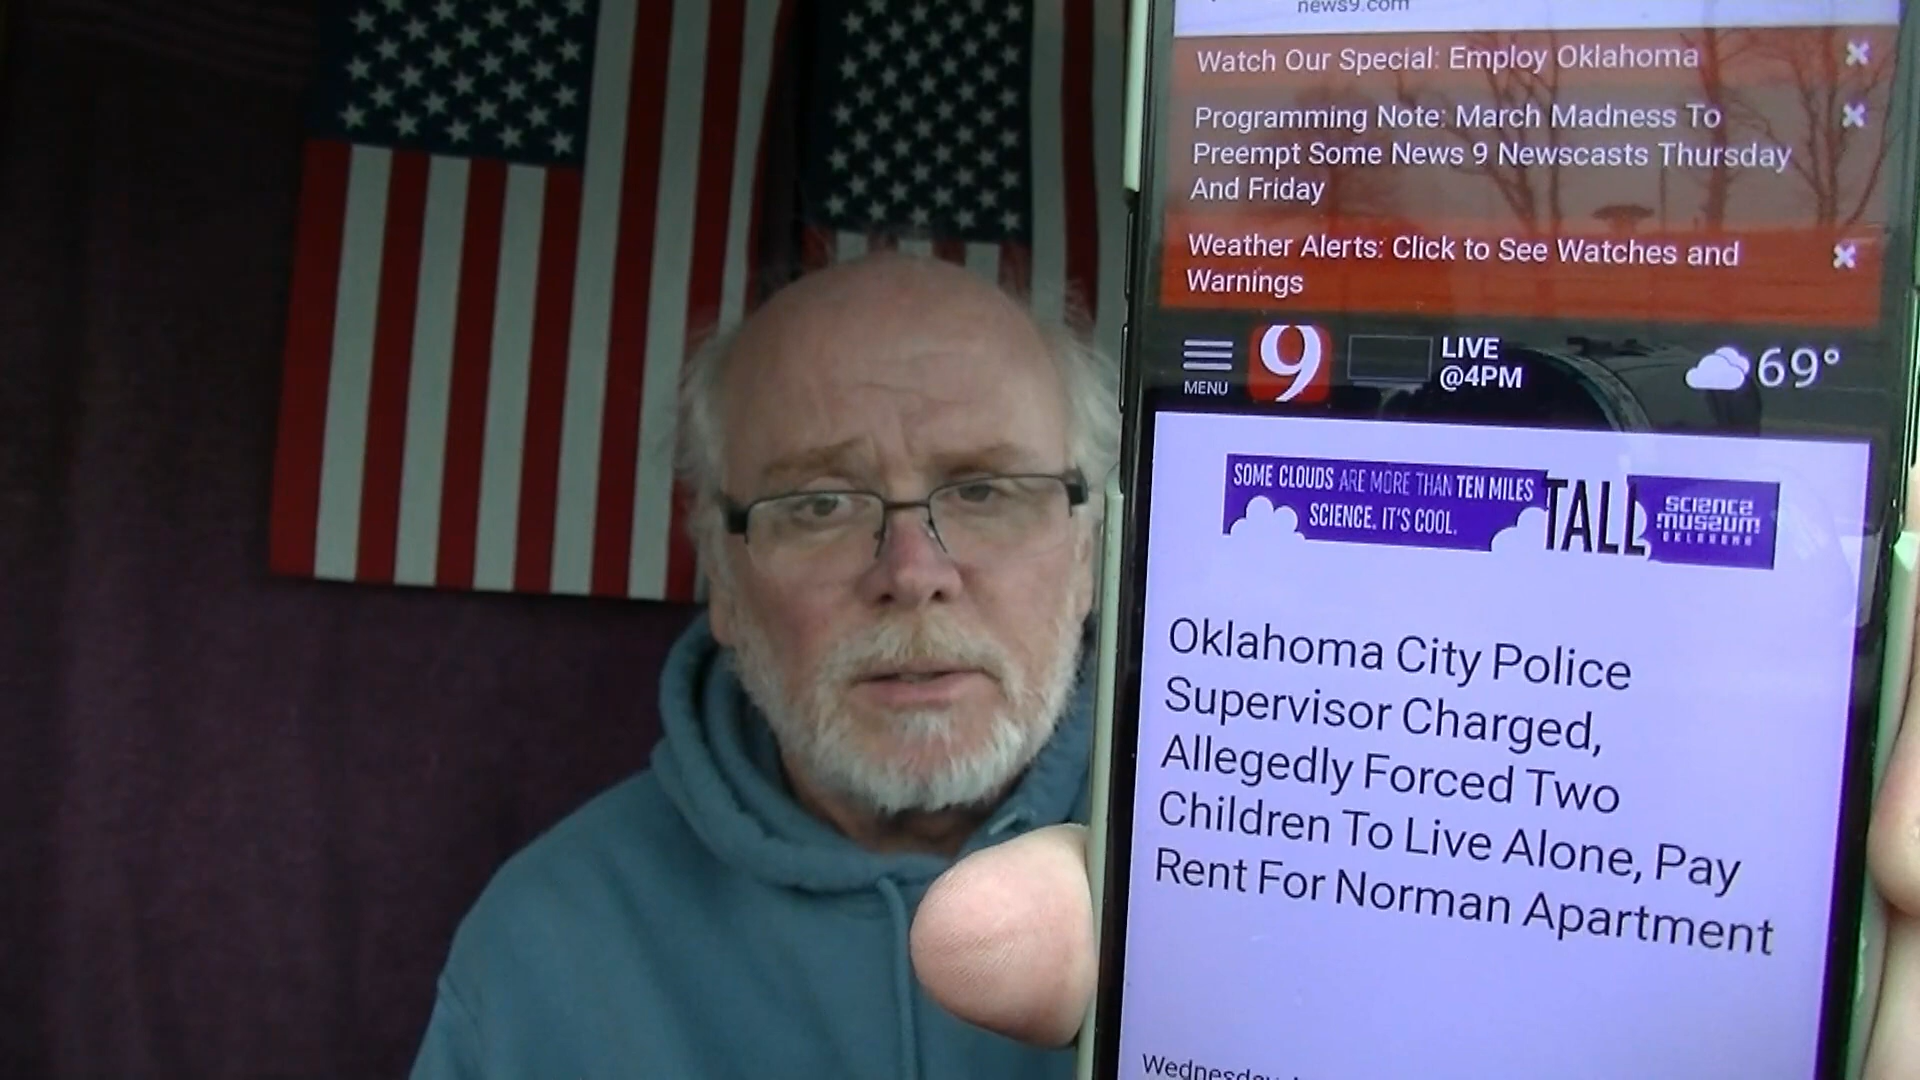 news9.com
Watch Our Special: Employ Oklahoma
Programming Note: March Madness To
Preempt Some News 9 Newscasts Thursday
And Friday
Weather Alerts: Click to See Watches and
Warnings
MENU
9
LIVE
@4PM
69°
SOME CLOUDS ARE MORE THAN TEN MILES
TALL
SCIENCE. IT'S COOL.
SCIENCE
MUSEUM
OKLAHOMA
Oklahoma City Police
Supervisor Charged,
Allegedly Forced Two
Children To Live Alone, Pay
Rent For Norman Apartment
Wednesday